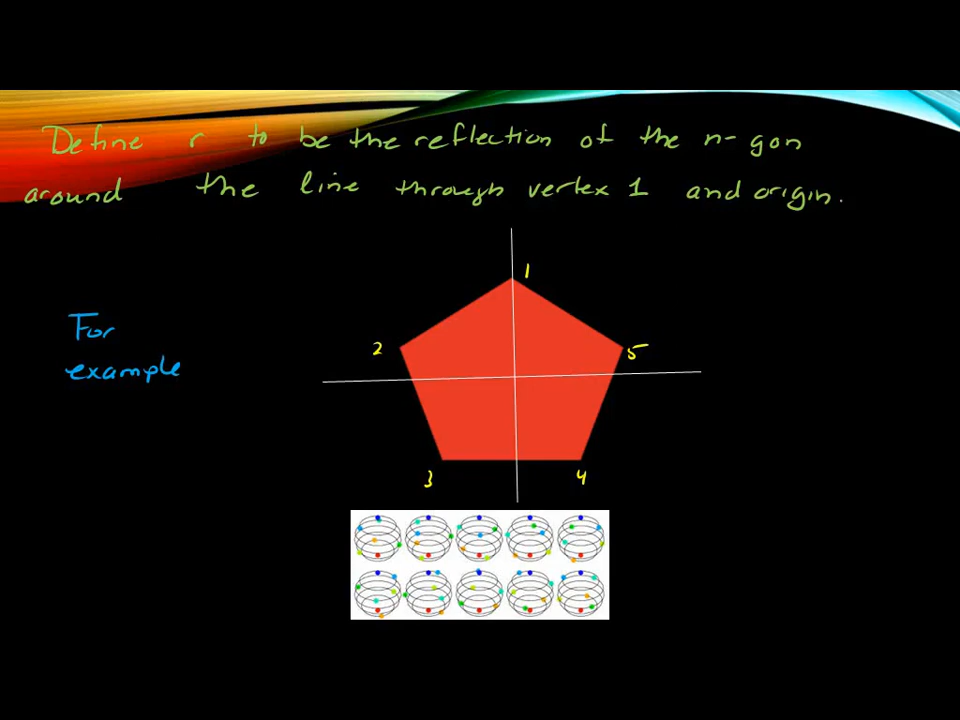 Define r to be the reflection of the n-gon
around the line through vertex 1 and origin.
1
For
example
2
5
3
4